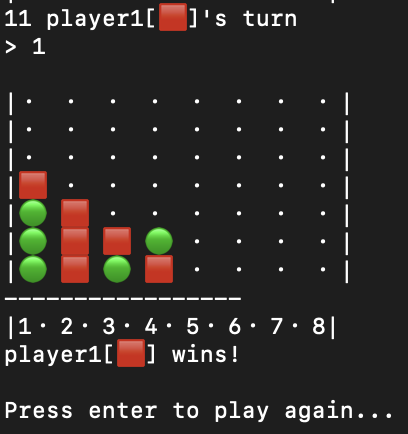 11 player1[🟥]'s turn
> 1
|· · · · · · · ·|
|· · · · · · · ·|
|· · · · · · · ·|
|🟥 · · · · · · ·|
|🟢 🟥 · · · · · ·|
|🟢 🟥 🟥 🟢 · · · ·|
|🟢 🟥 🟢 🟥 · · · ·|
—————————————————
|1· 2· 3· 4· 5· 6· 7· 8|
player1[🟥] wins!
Press enter to play again...